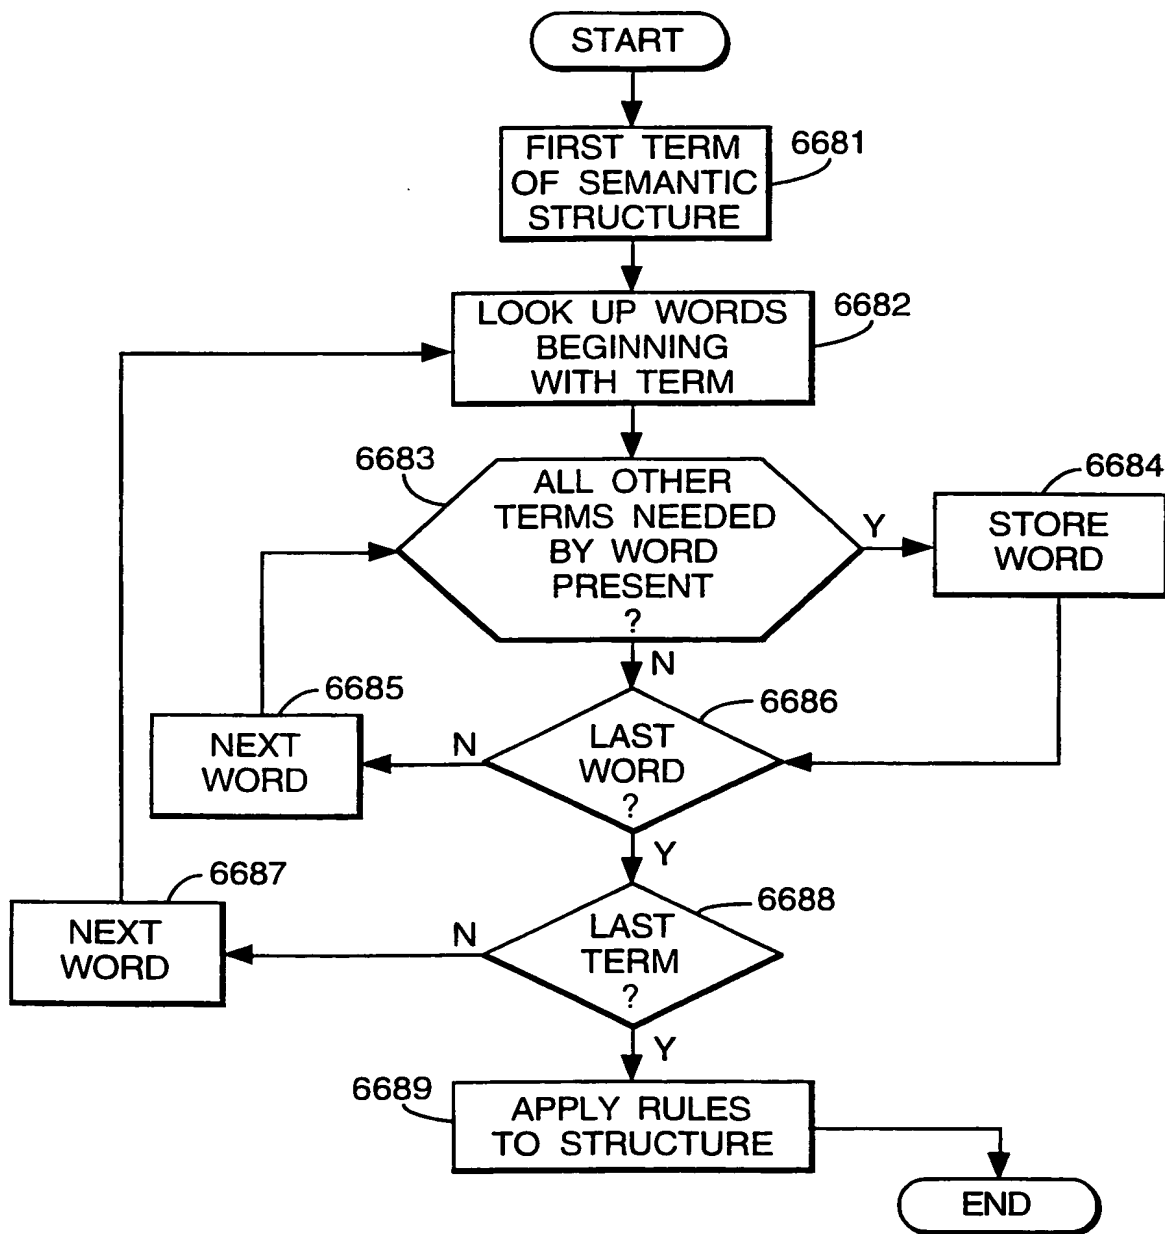 START
FIRST TERM
OF SEMANTIC
STRUCTURE
6681
LOOK UP WORDS
BEGINNING
WITH TERM
6682
6683
ALL OTHER
TERMS NEEDED
BY WORD
PRESENT
?
Y
6684
STORE
WORD
N
6685
NEXT
WORD
N
6686
LAST
WORD
?
Y
6687
NEXT
WORD
N
6688
LAST
TERM
?
Y
6689
APPLY RULES
TO STRUCTURE
END